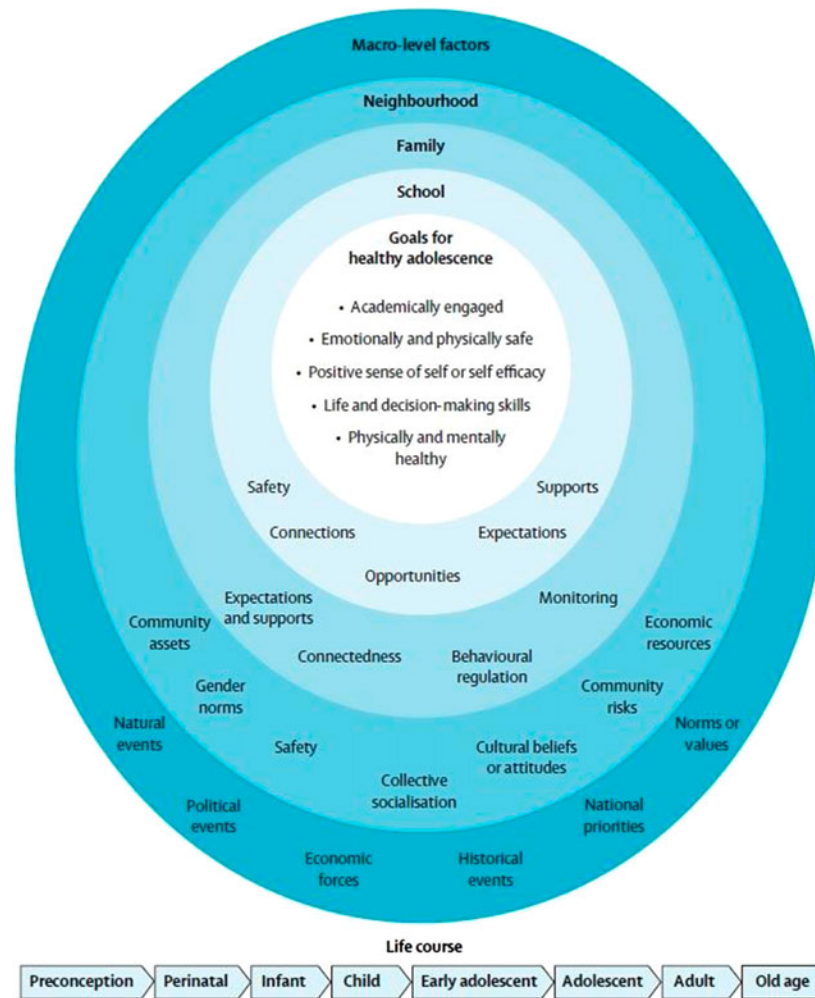 Macro-level factors
Neighbourhood
Family
School
Goals for
healthy adolescence
• Academically engaged
• Emotionally and physically safe
• Positive sense of self or self efficacy
• Life and decision-making skills
• Physically and mentally
healthy
Safety
Supports
Connections
Expectations
Opportunities
Expectations
and supports
Monitoring
Connectedness
Behavioural
regulation
Community
assets
Economic
resources
Gender
norms
Community
risks
Safety
Cultural beliefs
or attitudes
Collective
socialisation
Natural
events
Norms or
values
Political
events
National
priorities
Economic
forces
Historical
events
Life course
Preconception
Perinatal
Infant
Child
Early adolescent
Adolescent
Adult
Old age